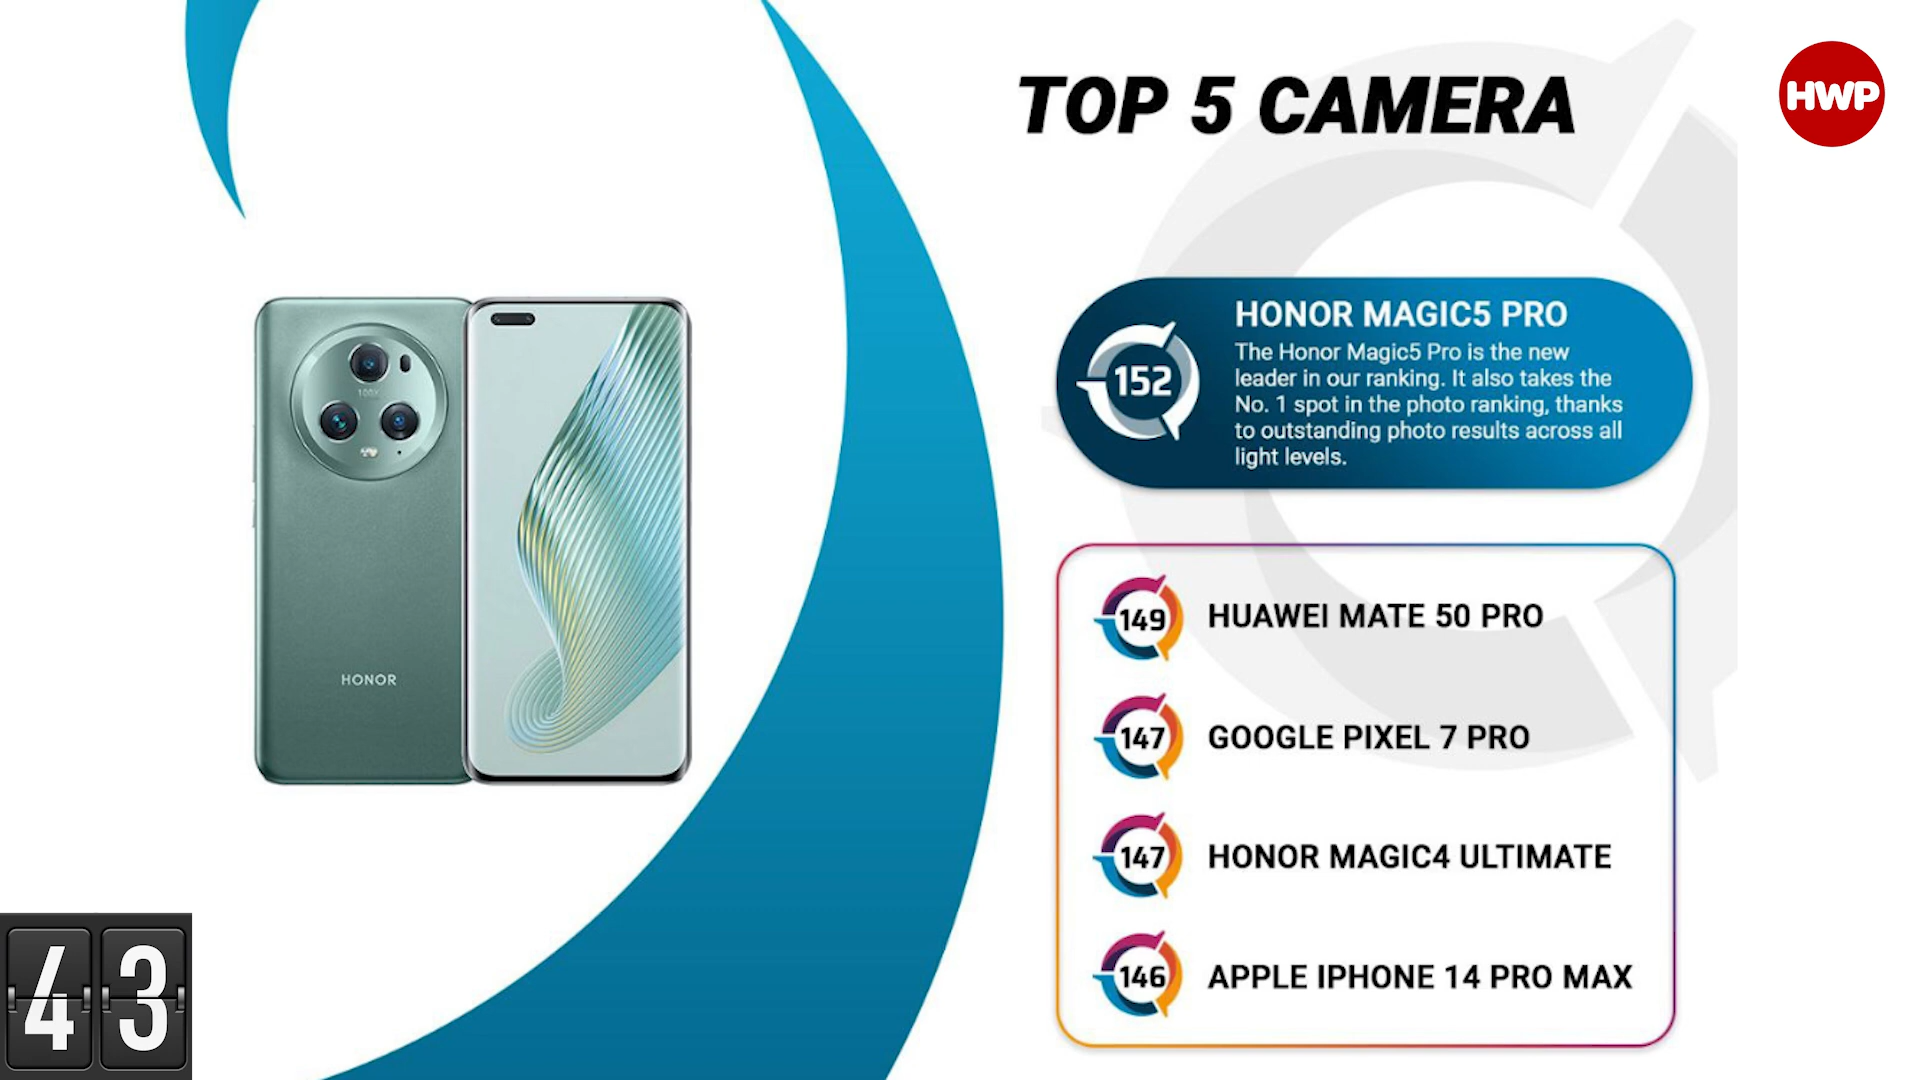 TOP 5 CAMERA
HWP
152
HONOR MAGIC5 PRO
The Honor Magic5 Pro is the new
leader in our ranking. It also takes the
No. 1 spot in the photo ranking, thanks
to outstanding photo results across all
light levels.
100X
HONOR
149 HUAWEI MATE 50 PRO
147 GOOGLE PIXEL 7 PRO
147 HONOR MAGIC4 ULTIMATE
146 APPLE IPHONE 14 PRO MAX
43